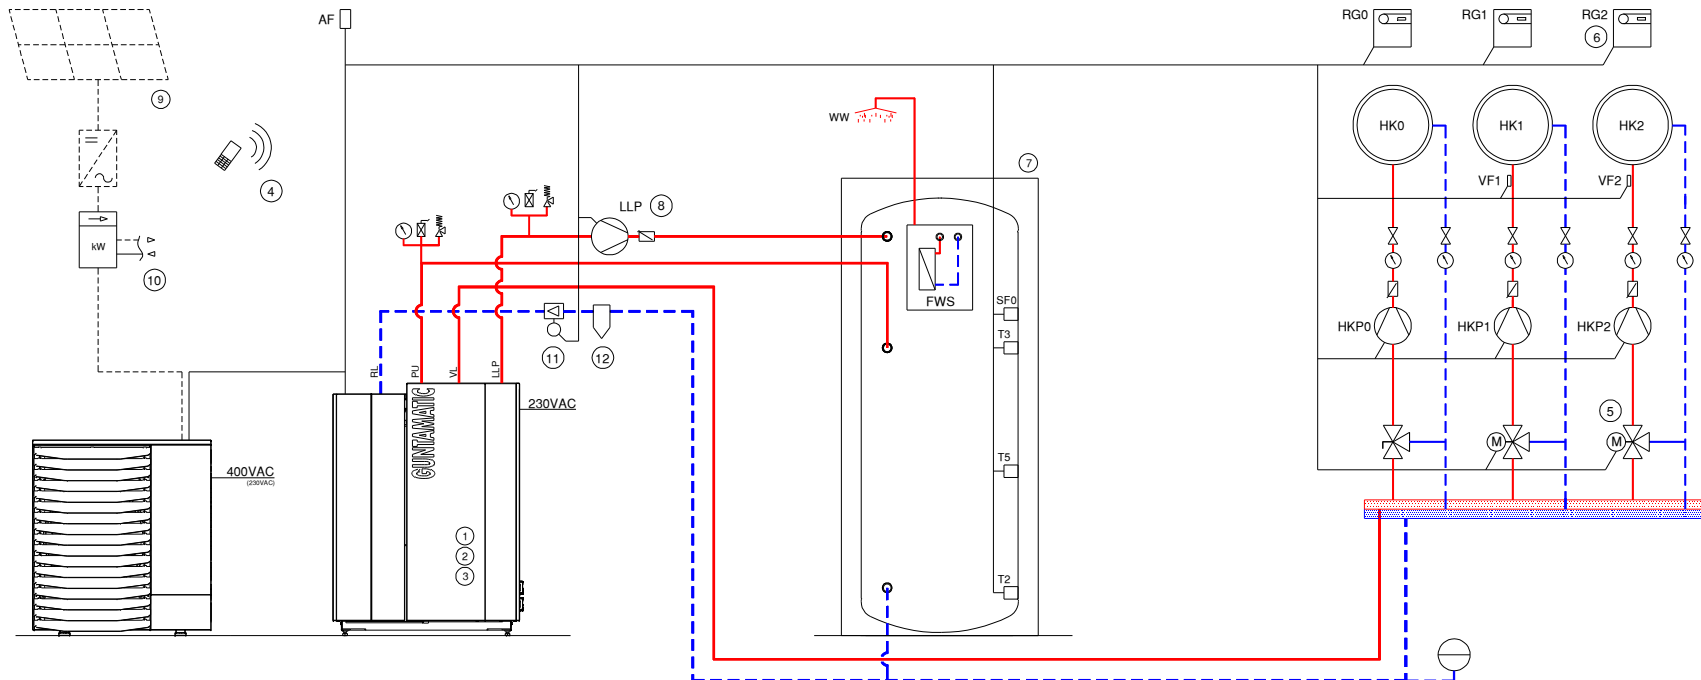 AF
RG0
RG1
RG2
6
9
4
kW
10
WW
7
HK0
HK1
HK2
VF1
VF2
LLP
8
FWS
SF0
T3
T5
T2
HKP0
HKP1
HKP2
11
12
RL
PU
VL
LLP
GUNTAMATIC
230VAC
400VAC
(230VAC)
1
2
3
5
M
M